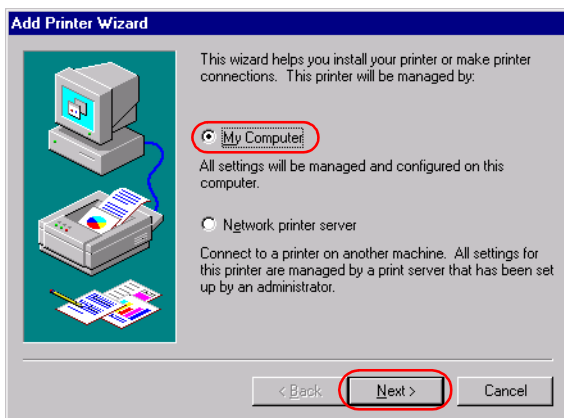 Add Printer Wizard
This wizard helps you install your printer or make printer
connections. This printer will be managed by:
My Computer
All settings will be managed and configured on this
computer.
Network printer server
Connect to a printer on another machine. All settings for
this printer are managed by a print server that has been set
up by an administrator.
< Back
Next >
Cancel